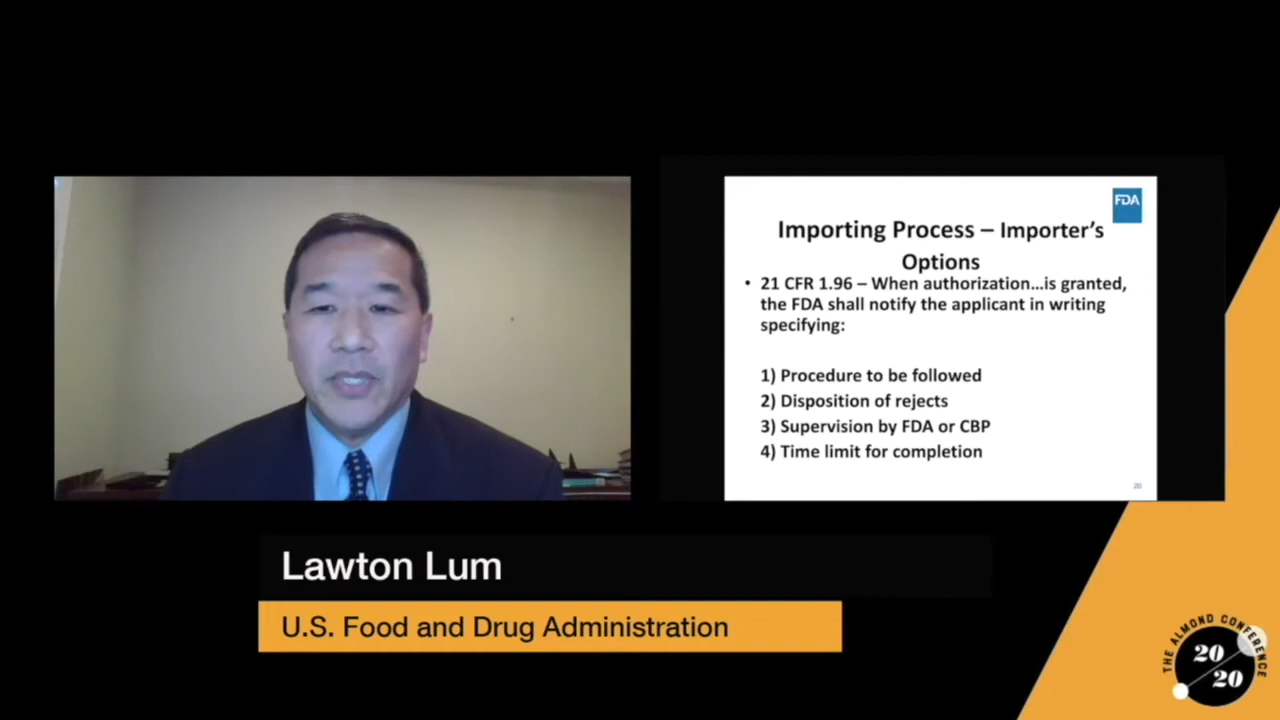 FDA
Importing Process – Importer's
Options
• 21 CFR 1.96 – When authorization…is granted,
the FDA shall notify the applicant in writing
specifying:
1) Procedure to be followed
2) Disposition of rejects
3) Supervision by FDA or CBP
4) Time limit for completion
20
Lawton Lum
U.S. Food and Drug Administration
THE ALMOND CONFERENCE
20
20